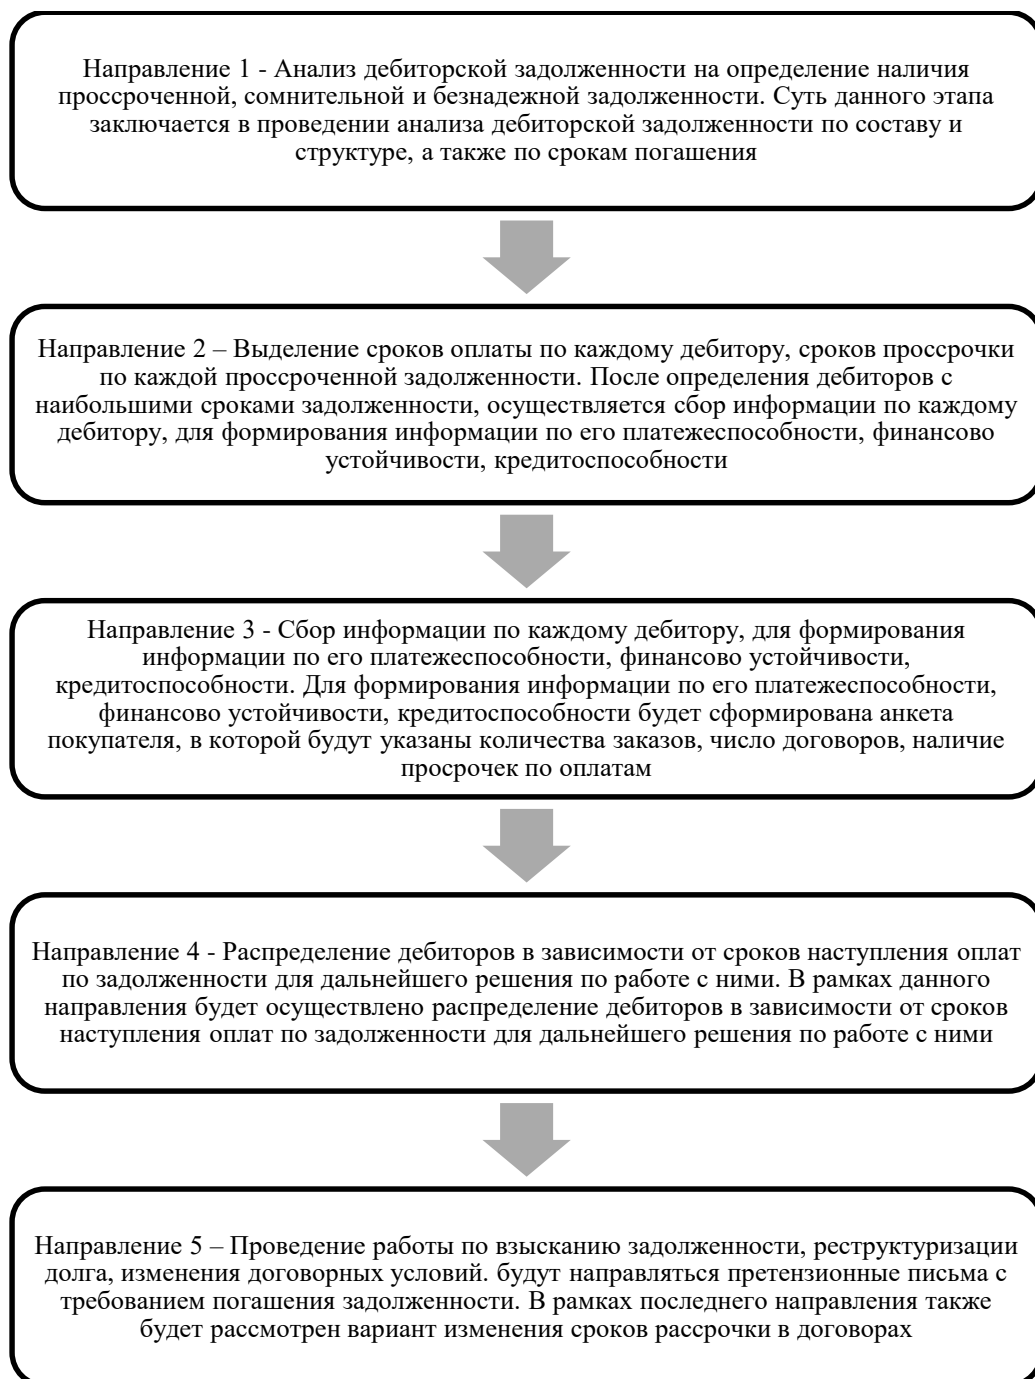 Направление 1 - Анализ дебиторской задолженности на определение наличия
проссроченной, сомнительной и безнадежной задолженности. Суть данного этапа
заключается в проведении анализа дебиторской задолженности по составу и
структуре, а также по срокам погашения
Направление 2 – Выделение сроков оплаты по каждому дебитору, сроков проссрочки
по каждой проссроченной задолженности. После определения дебиторов с
наибольшими сроками задолженности, осуществляется сбор информации по каждому
дебитору, для формирования информации по его платежеспособности, финансово
устойчивости, кредитоспособности
Направление 3 - Сбор информации по каждому дебитору, для формирования
информации по его платежеспособности, финансово устойчивости,
кредитоспособности. Для формирования информации по его платежеспособности,
финансово устойчивости, кредитоспособности будет сформирована анкета
покупателя, в которой будут указаны количества заказов, число договоров, наличие
просрочек по оплатам
Направление 4 - Распределение дебиторов в зависимости от сроков наступления оплат
по задолженности для дальнейшего решения по работе с ними. В рамках данного
направления будет осуществлено распределение дебиторов в зависимости от сроков
наступления оплат по задолженности для дальнейшего решения по работе с ними
Направление 5 – Проведение работы по взысканию задолженности, реструктуризации
долга, изменения договорных условий. будут направляться претензионные письма с
требованием погашения задолженности. В рамках последнего направления также
будет рассмотрен вариант изменения сроков рассрочки в договорах